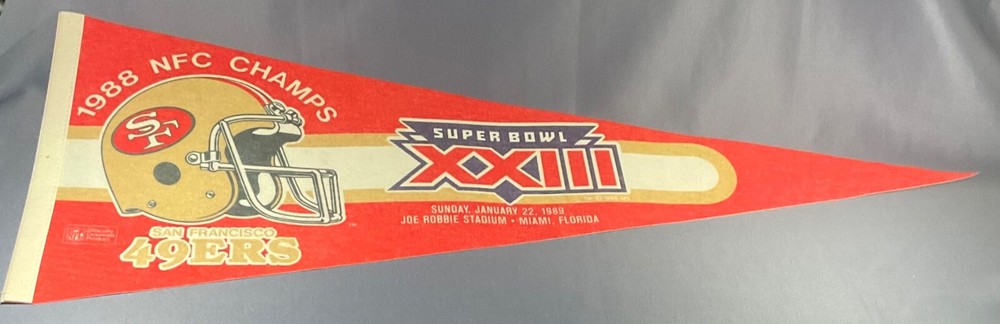 1988 NFC CHAMPS
SF
SAN FRANCISCO
49ERS
SUPER BOWL
XXIII
SUNDAY, JANUARY 22, 1989
JOE ROBBIE STADIUM • MIAMI, FLORIDA